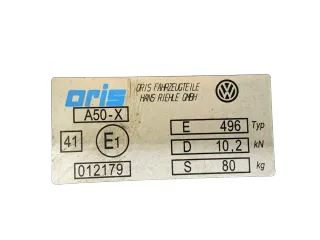 oris
ORIS FAHRZEUGTEILE
HANS RIEHLE GMBH
A50-X
41 E1
012179
E 496 Typ
D 10,2 kN
S 80 kg